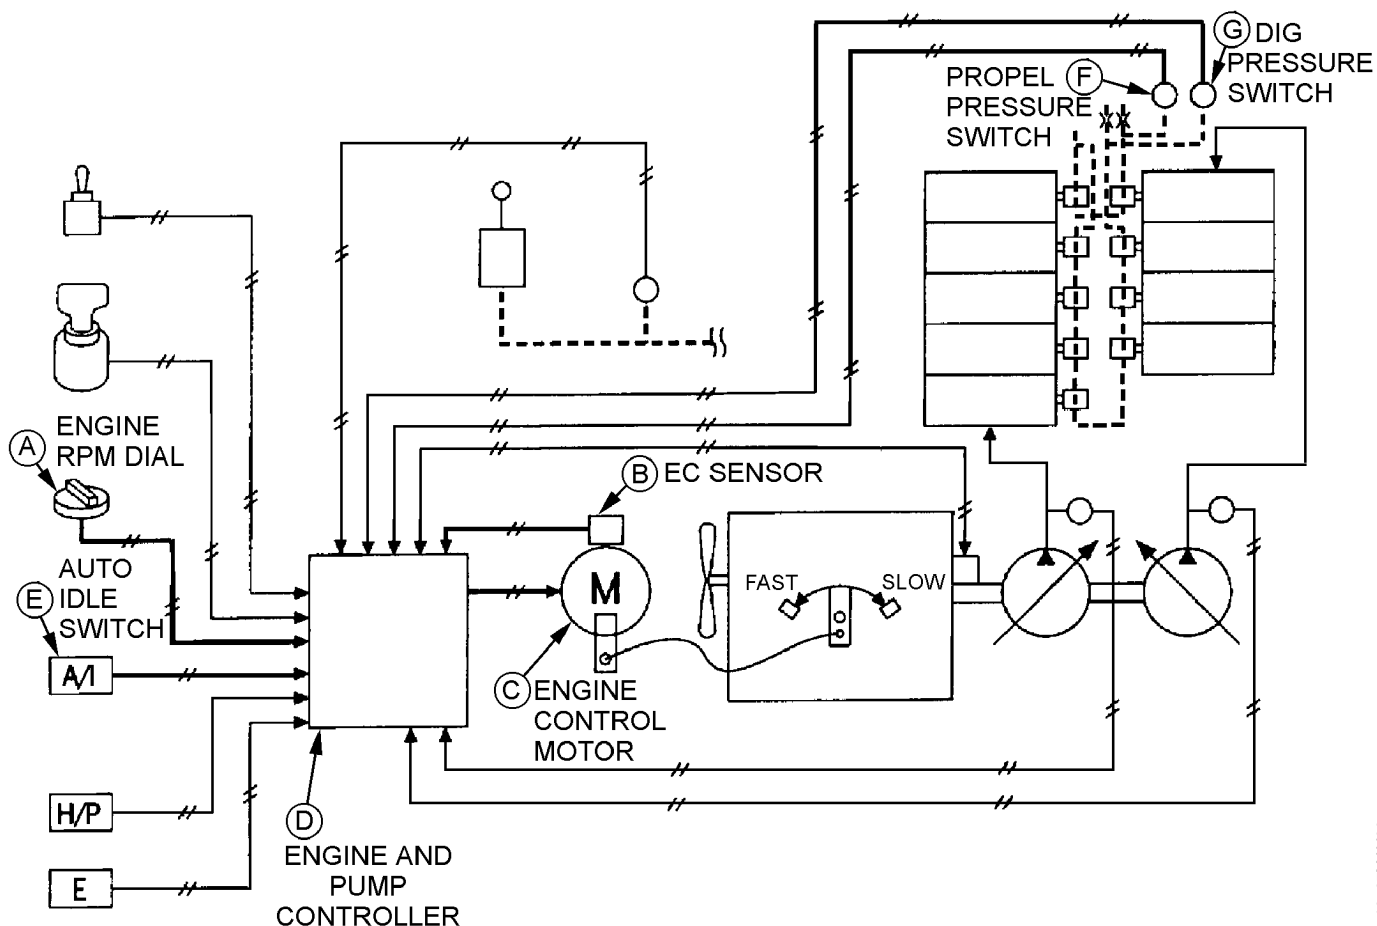 G DIG
PRESSURE
SWITCH
PROPEL F
PRESSURE
SWITCH
ENGINE
A RPM DIAL
B EC SENSOR
AUTO
E IDLE
SWITCH
A/I
M
FAST
SLOW
C ENGINE
CONTROL
MOTOR
H/P
D
ENGINE AND
PUMP
CONTROLLER
E